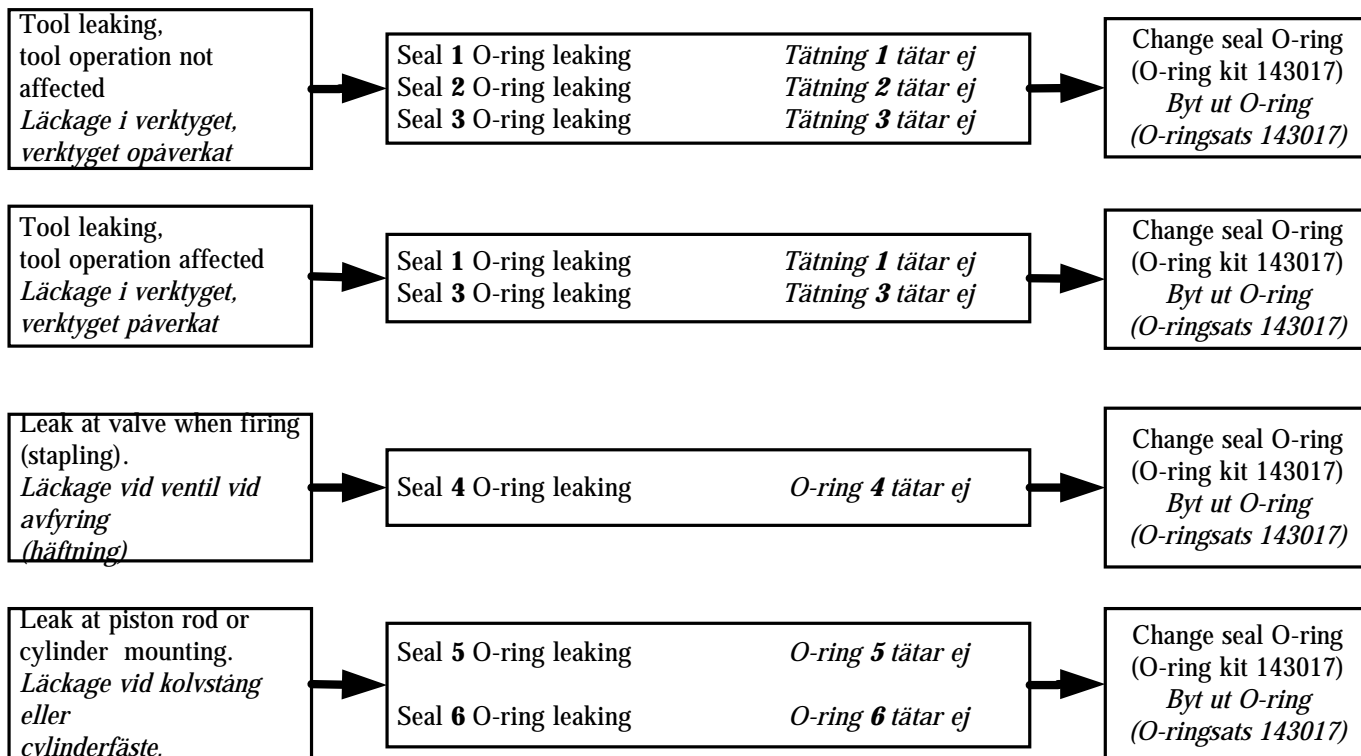 Tool leaking,
tool operation not
affected
Läckage i verktyget,
verktyget opåverkat
Seal 1 O-ring leaking Tätning 1 tätar ej
Seal 2 O-ring leaking Tätning 2 tätar ej
Seal 3 O-ring leaking Tätning 3 tätar ej
Change seal O-ring
(O-ring kit 143017)
Byt ut O-ring
(O-ringsats 143017)
Tool leaking,
tool operation affected
Läckage i verktyget,
verktyget påverkat
Seal 1 O-ring leaking Tätning 1 tätar ej
Seal 3 O-ring leaking Tätning 3 tätar ej
Change seal O-ring
(O-ring kit 143017)
Byt ut O-ring
(O-ringsats 143017)
Leak at valve when firing
(stapling).
Läckage vid ventil vid
avfyring
(häftning)
Seal 4 O-ring leaking O-ring 4 tätar ej
Change seal O-ring
(O-ring kit 143017)
Byt ut O-ring
(O-ringsats 143017)
Leak at piston rod or
cylinder mounting.
Läckage vid kolvstång
eller
cylinderfäste.
Seal 5 O-ring leaking O-ring 5 tätar ej
Seal 6 O-ring leaking O-ring 6 tätar ej
Change seal O-ring
(O-ring kit 143017)
Byt ut O-ring
(O-ringsats 143017)